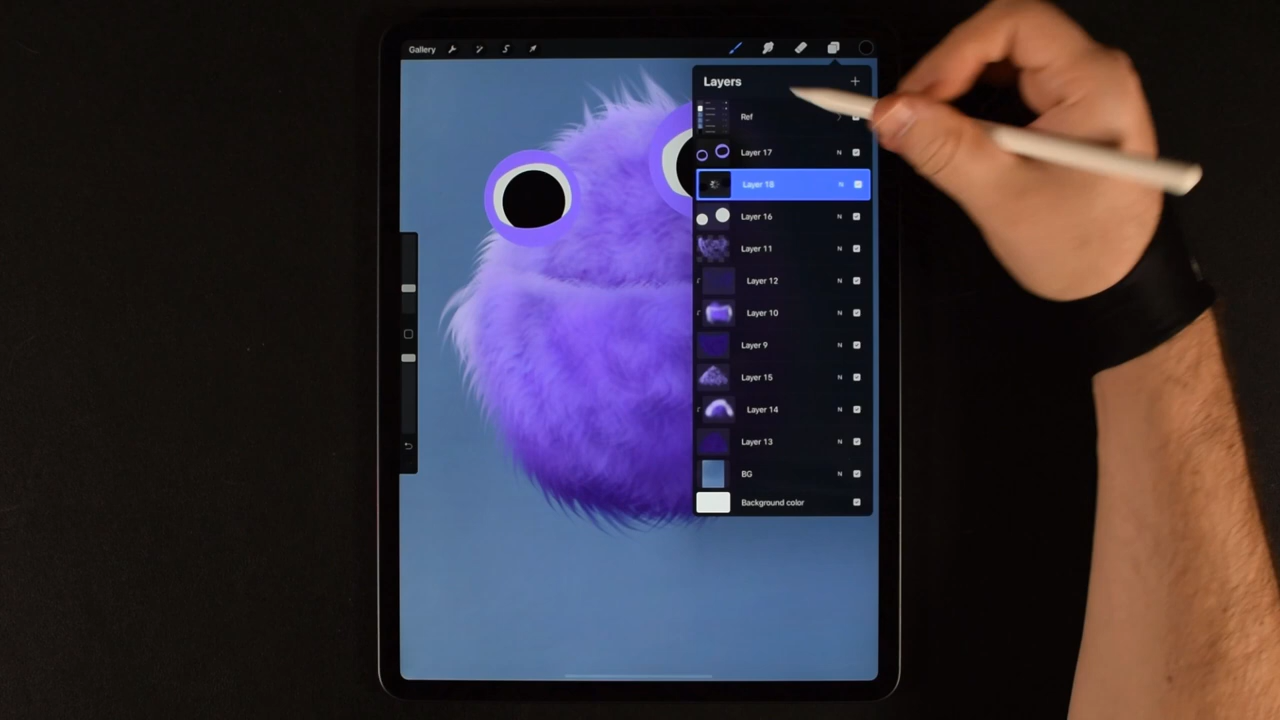 Gallery
Layers
Ref
Layer 17 N
Layer 18 N
Layer 16 N
Layer 11 N
Layer 12 N
Layer 10 N
Layer 9 N
Layer 15 N
Layer 14 N
Layer 13 N
BG N
Background color